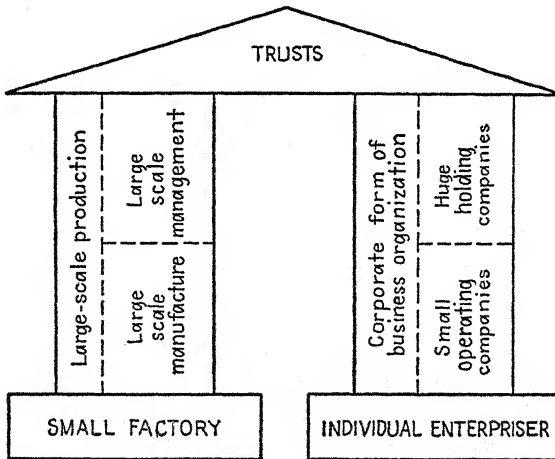 TRUSTS
Large-scale production
Large
scale
management
Large
scale
manufacture
Corporate form of
business organization
Huge
holding
companies
Small
operating
companies
SMALL FACTORY
INDIVIDUAL ENTERPRISER